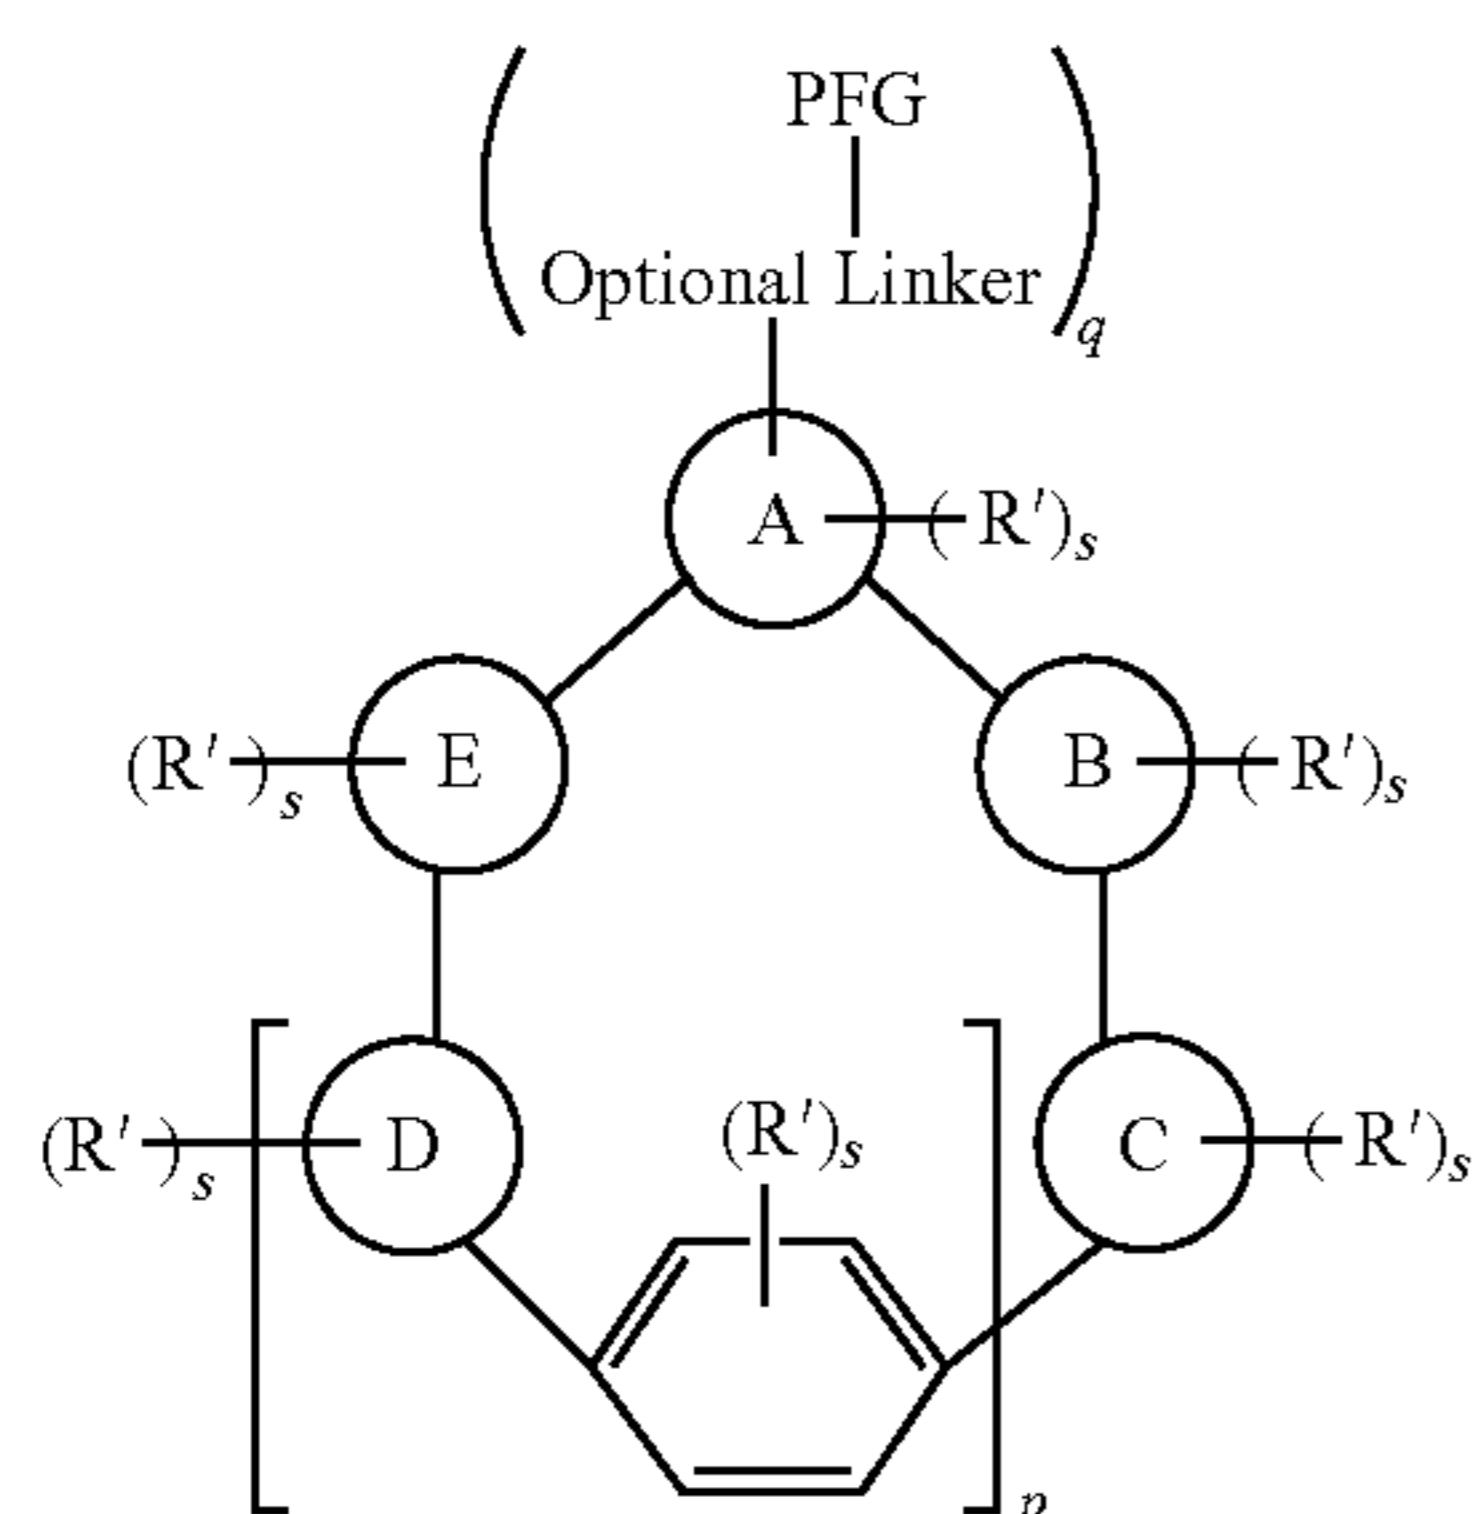 PFG
Optional Linker
q
A (R′)s
(R′)s E B (R′)s
(R′)s D (R′)s C (R′)s
p